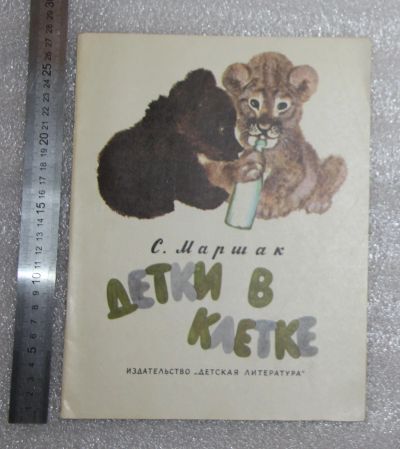 С. Маршак
ДЕТКИ В
КЛЕТКЕ
ИЗДАТЕЛЬСТВО „ДЕТСКАЯ ЛИТЕРАТУРА"